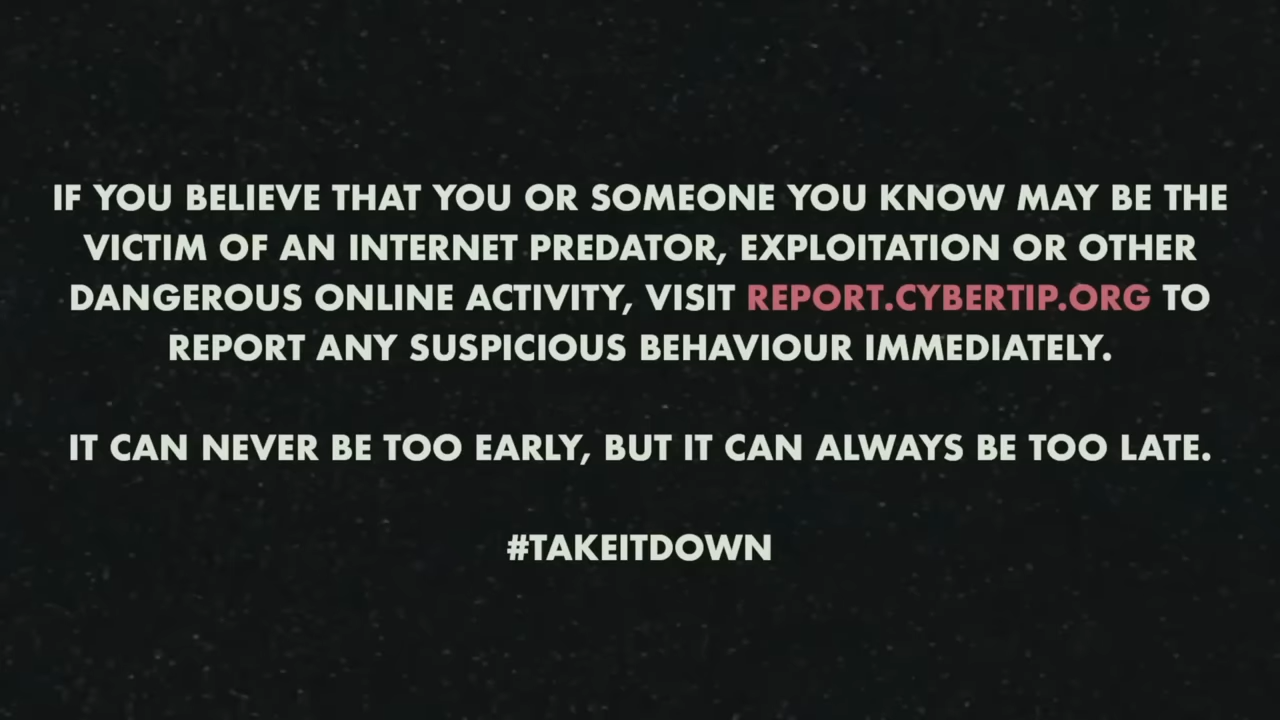 IF YOU BELIEVE THAT YOU OR SOMEONE YOU KNOW MAY BE THE
VICTIM OF AN INTERNET PREDATOR, EXPLOITATION OR OTHER
DANGEROUS ONLINE ACTIVITY, VISIT REPORT.CYBERTIP.ORG TO
REPORT ANY SUSPICIOUS BEHAVIOUR IMMEDIATELY.
IT CAN NEVER BE TOO EARLY, BUT IT CAN ALWAYS BE TOO LATE.
#TAKEITDOWN